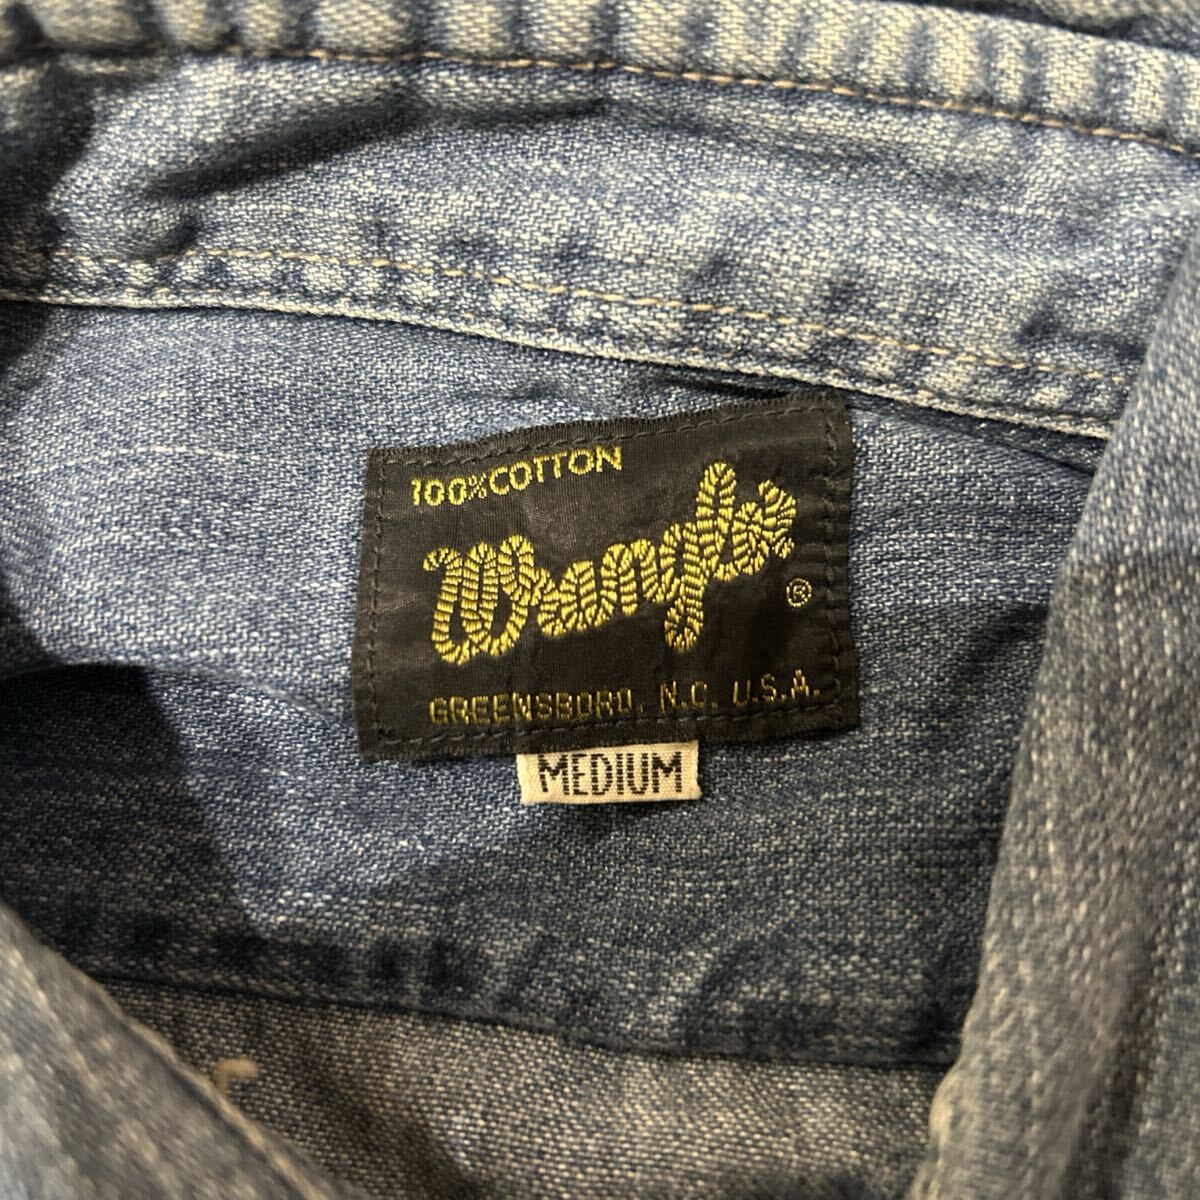 100% COTTON
Wrangler
®
GREENSBORO, N.C. U.S.A.
MEDIUM